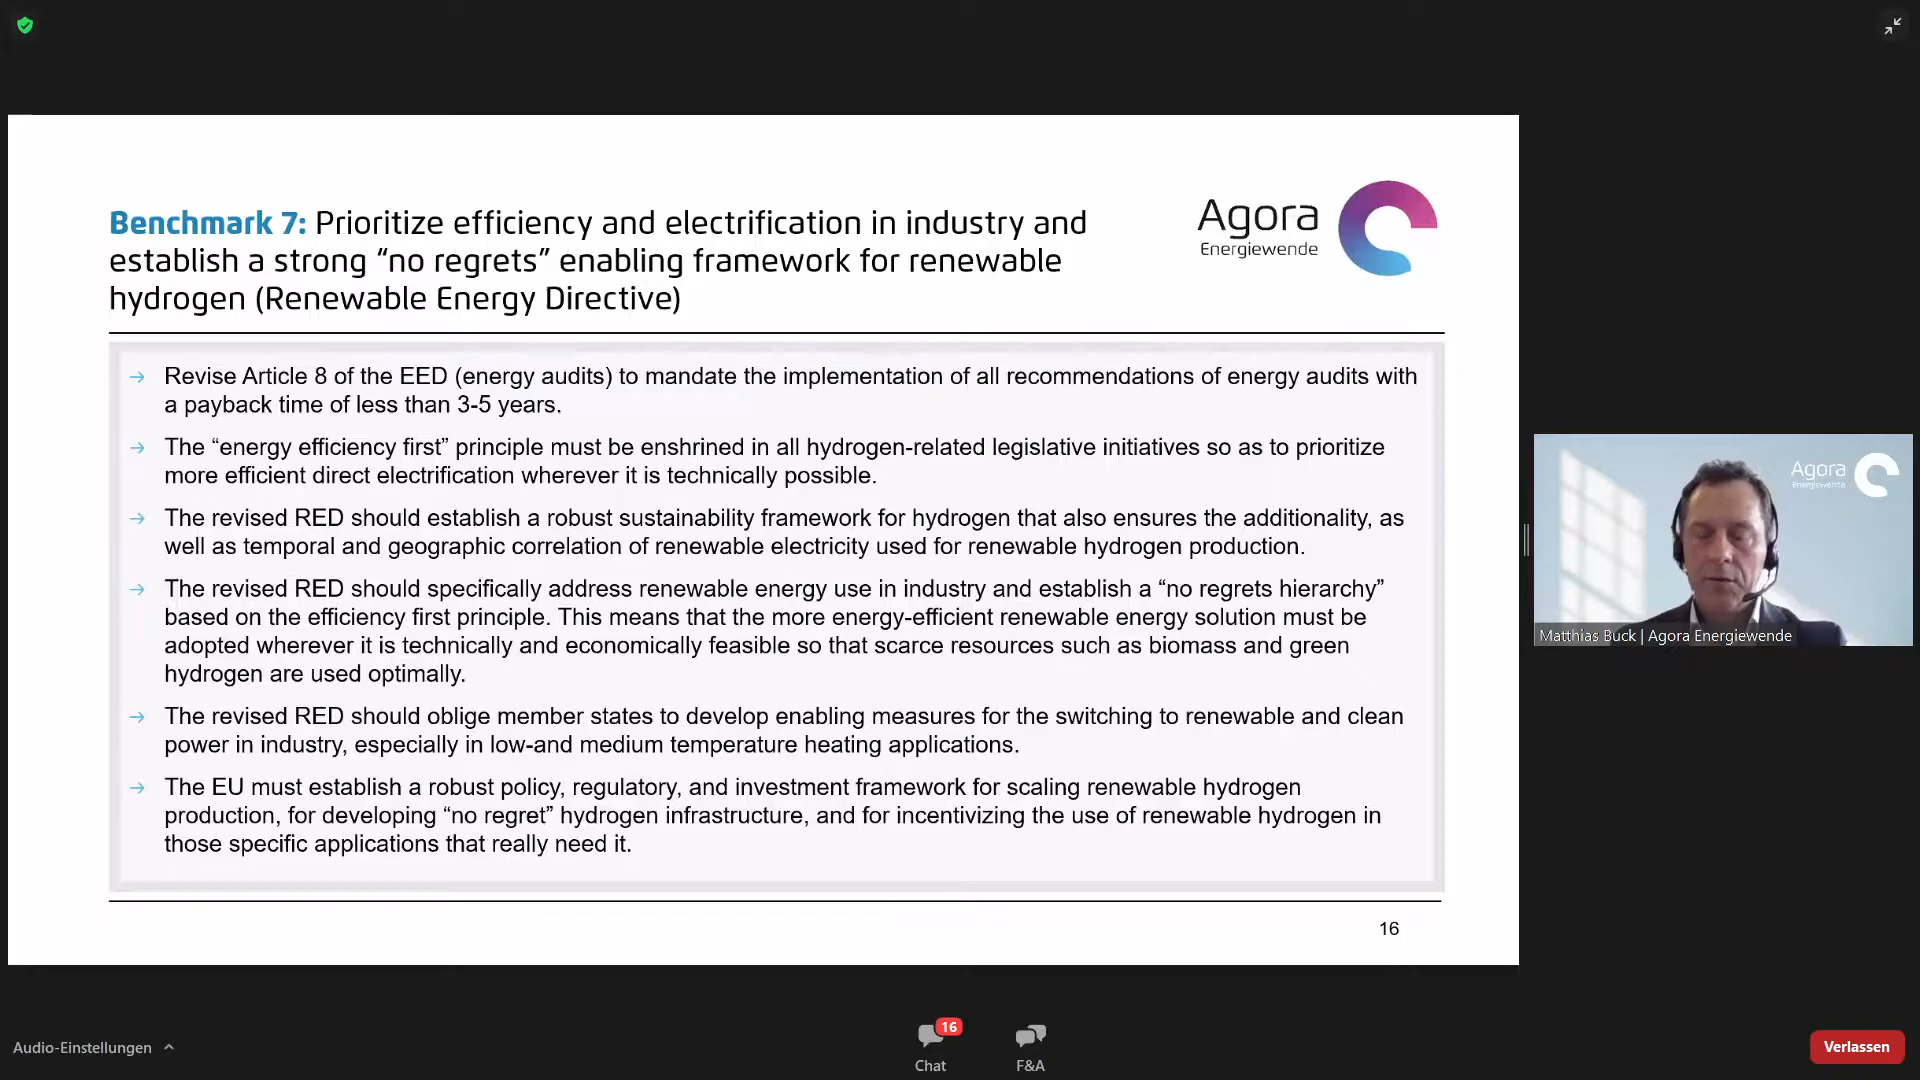 Benchmark 7: Prioritize efficiency and electrification in industry and
establish a strong “no regrets” enabling framework for renewable
hydrogen (Renewable Energy Directive)
Agora
Energiewende
→ Revise Article 8 of the EED (energy audits) to mandate the implementation of all recommendations of energy audits with
a payback time of less than 3-5 years.
→ The “energy efficiency first” principle must be enshrined in all hydrogen-related legislative initiatives so as to prioritize
more efficient direct electrification wherever it is technically possible.
→ The revised RED should establish a robust sustainability framework for hydrogen that also ensures the additionality, as
well as temporal and geographic correlation of renewable electricity used for renewable hydrogen production.
→ The revised RED should specifically address renewable energy use in industry and establish a “no regrets hierarchy”
based on the efficiency first principle. This means that the more energy-efficient renewable energy solution must be
adopted wherever it is technically and economically feasible so that scarce resources such as biomass and green
hydrogen are used optimally.
→ The revised RED should oblige member states to develop enabling measures for the switching to renewable and clean
power in industry, especially in low-and medium temperature heating applications.
→ The EU must establish a robust policy, regulatory, and investment framework for scaling renewable hydrogen
production, for developing “no regret” hydrogen infrastructure, and for incentivizing the use of renewable hydrogen in
those specific applications that really need it.
16
Agora
Energiewende
Matthias Buck | Agora Energiewende
Audio-Einstellungen
16
Chat
F&A
Verlassen